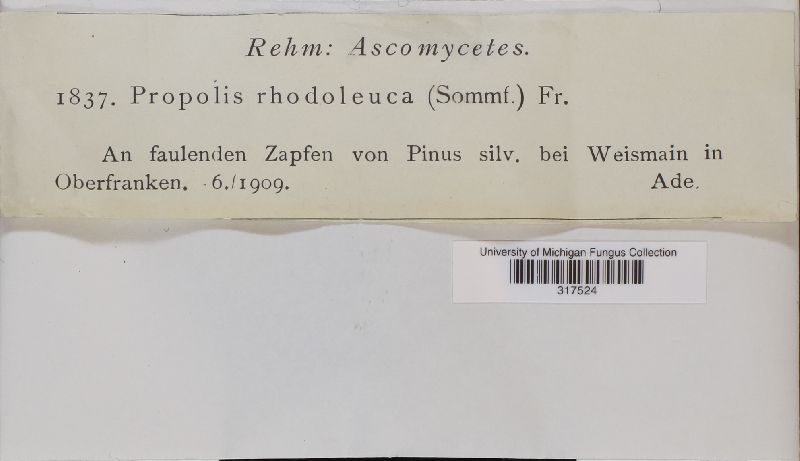 Rehm: Ascomycetes.
1837. Propolis rhodoleuca (Sommf.) Fr.
An faulenden Zapfen von Pinus silv. bei Weismain in
Oberfranken. 6./1909. Ade.
University of Michigan Fungus Collection
317524